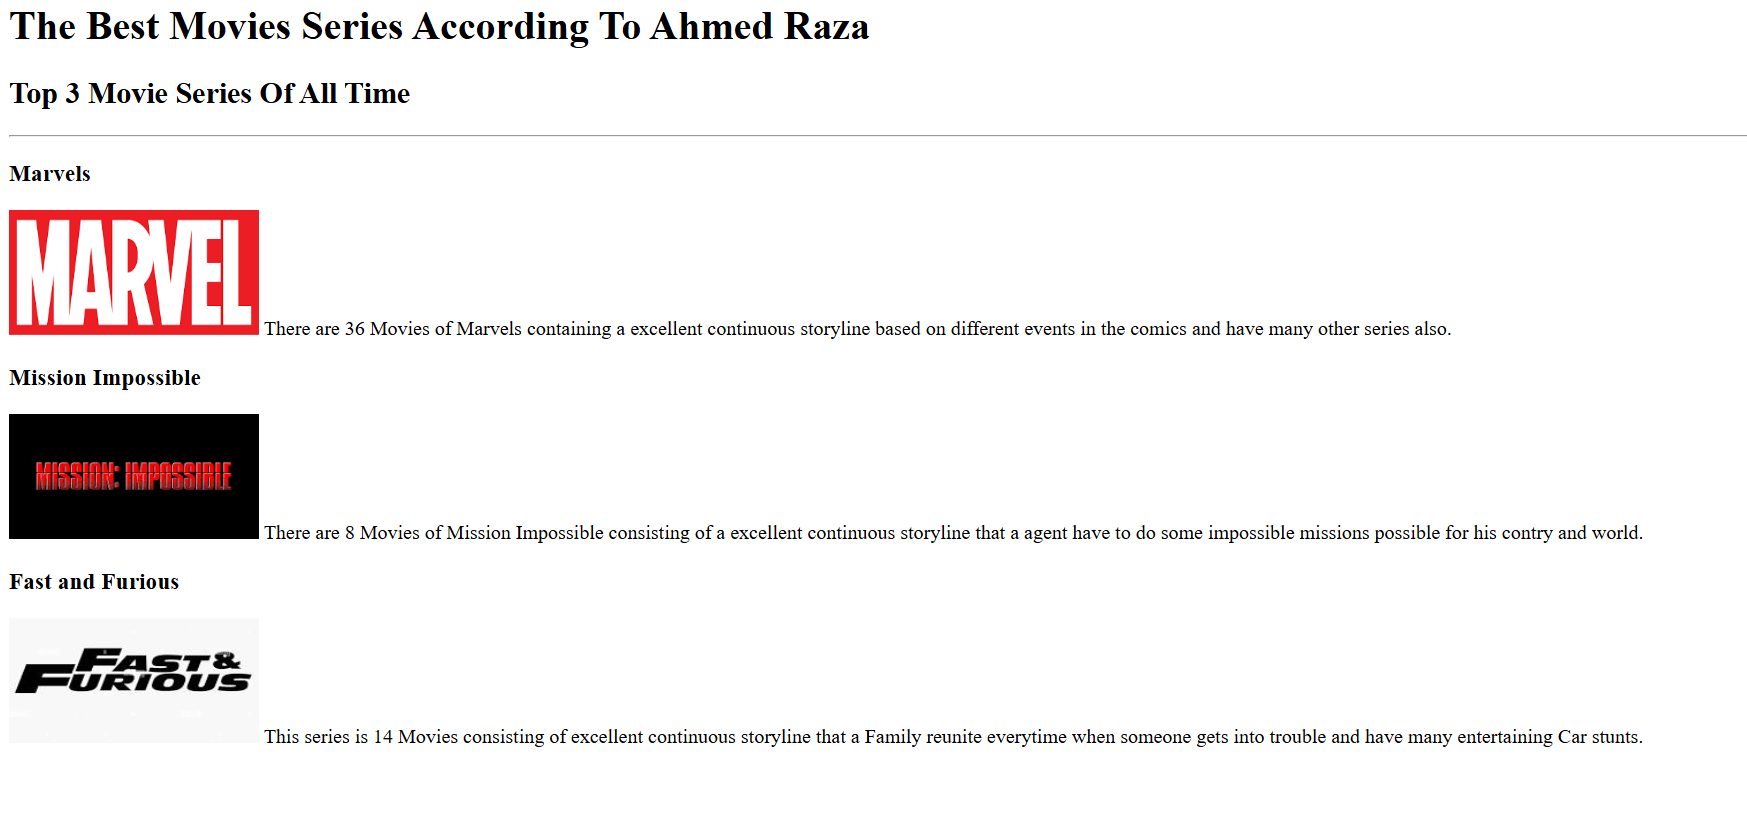 The Best Movies Series According To Ahmed Raza
Top 3 Movie Series Of All Time
Marvels
MARVEL
There are 36 Movies of Marvels containing a excellent continuous storyline based on different events in the comics and have many other series also.
Mission Impossible
MISSION: IMPOSSIBLE
There are 8 Movies of Mission Impossible consisting of a excellent continuous storyline that a agent have to do some impossible missions possible for his contry and world.
Fast and Furious
FAST &
FURIOUS
This series is 14 Movies consisting of excellent continuous storyline that a Family reunite everytime when someone gets into trouble and have many entertaining Car stunts.